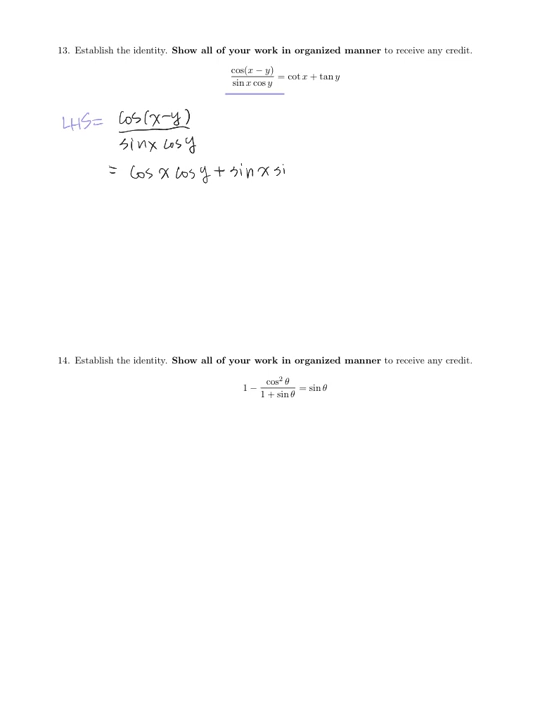 13. Establish the identity. Show all of your work in organized manner to receive any credit.
cos(x − y)
sin x cos y
= cot x + tan y
LHS = cos(x-y)
sinx cosy
= cos x cos y + sin x si
14. Establish the identity. Show all of your work in organized manner to receive any credit.
1 − cos² θ
1 + sin θ
= sin θ